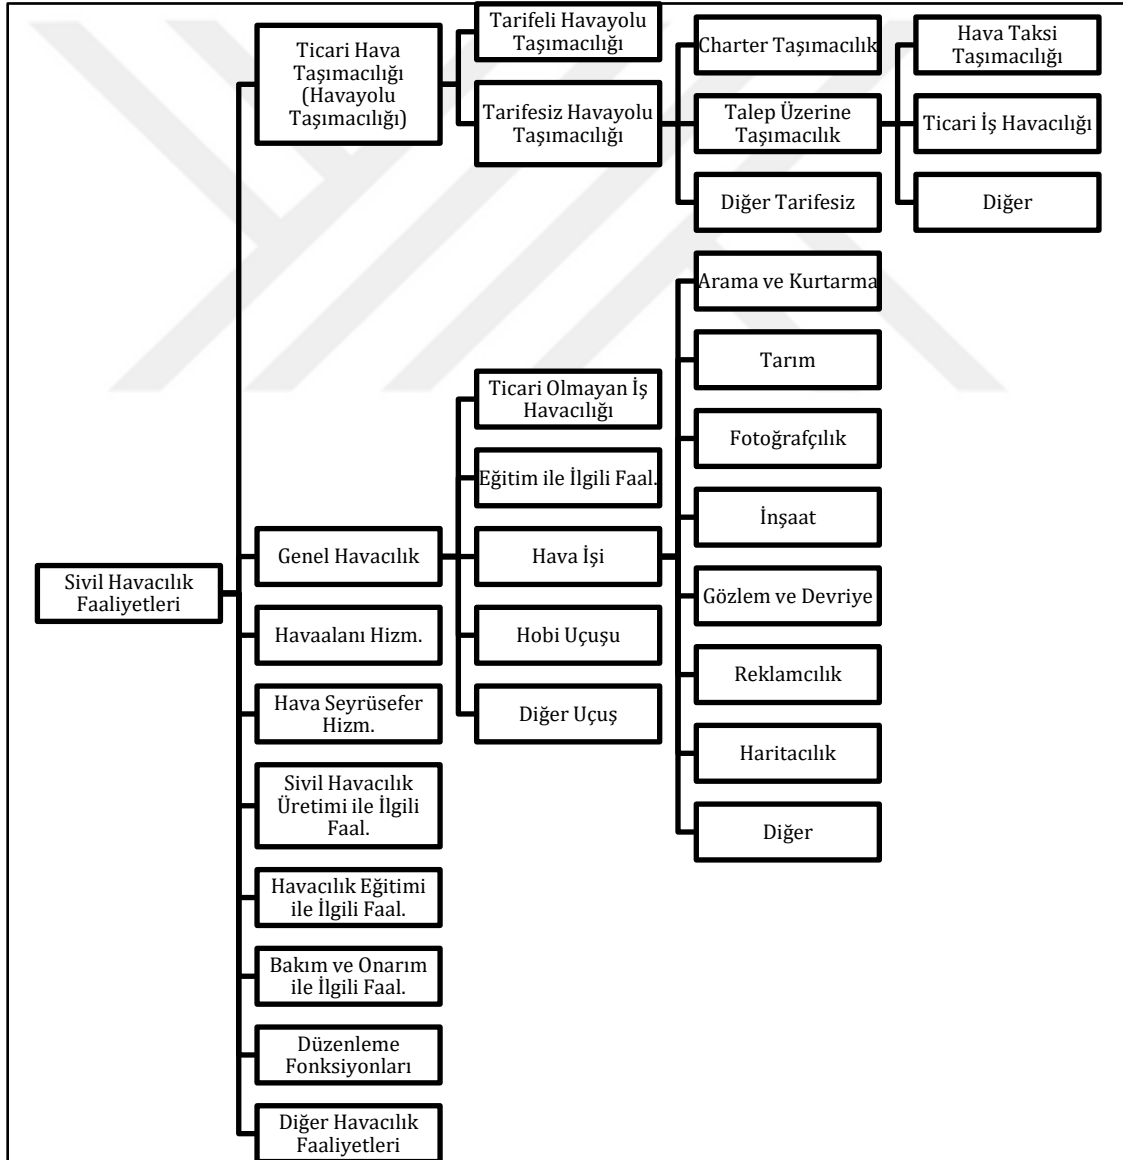 Sivil Havacılık
Faaliyetleri
Ticari Hava
Taşımacılığı
(Havayolu
Taşımacılığı)
Tarifeli Havayolu
Taşımacılığı
Tarifesiz Havayolu
Taşımacılığı
Charter Taşımacılık
Talep Üzerine
Taşımacılık
Hava Taksi
Taşımacılığı
Ticari İş Havacılığı
Diğer
Diğer Tarifesiz
Genel Havacılık
Ticari Olmayan İş
Havacılığı
Eğitim ile İlgili Faal.
Hava İşi
Arama ve Kurtarma
Tarım
Fotoğrafçılık
İnşaat
Gözlem ve Devriye
Reklamcılık
Haritacılık
Diğer
Hobi Uçuşu
Diğer Uçuş
Havaalanı Hizm.
Hava Seyrüsefer
Hizm.
Sivil Havacılık
Üretimi ile İlgili
Faal.
Havacılık Eğitimi
ile İlgili Faal.
Bakım ve Onarım
ile İlgili Faal.
Düzenleme
Fonksiyonları
Diğer Havacılık
Faaliyetleri